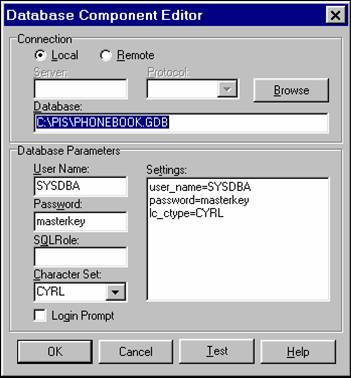 Database Component Editor
Connection
Local Remote
Server: Protocol:
Browse
Database:
C:\PIS\PHONEBOOK.GDB
Database Parameters
User Name: Settings:
SYSDBA user_name=SYSDBA
password=masterkey
Password: lc_ctype=CYRL
masterkey
SQLRole:
Character Set:
CYRL
Login Prompt
OK Cancel Test Help